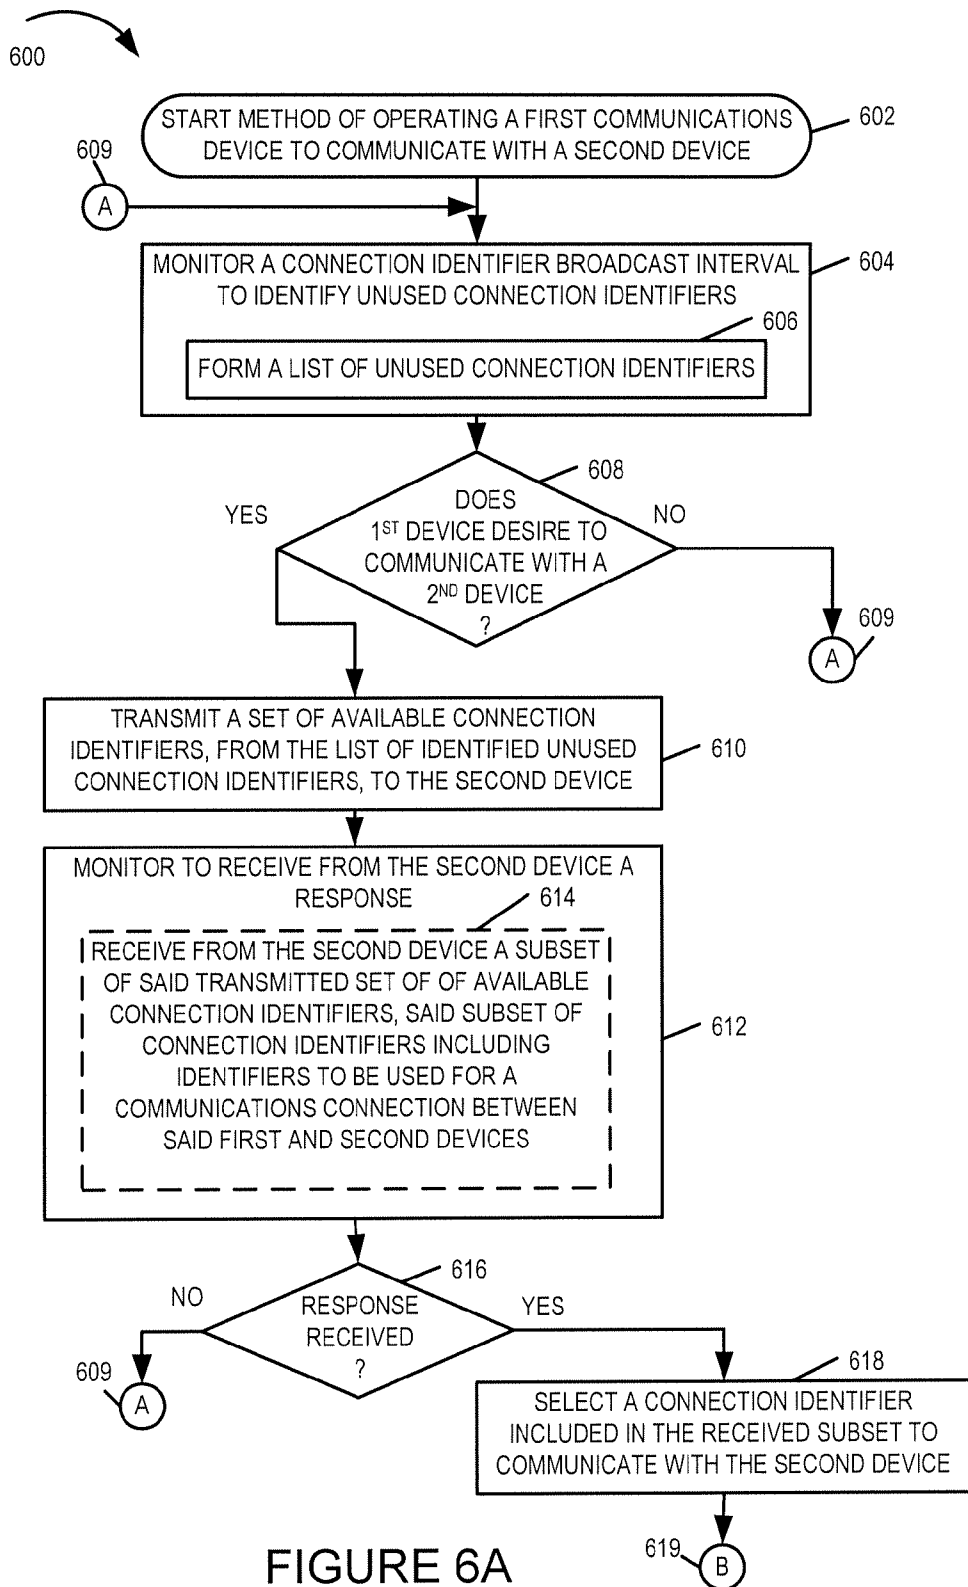 600
START METHOD OF OPERATING A FIRST COMMUNICATIONS
DEVICE TO COMMUNICATE WITH A SECOND DEVICE
602
609
A
MONITOR A CONNECTION IDENTIFIER BROADCAST INTERVAL
TO IDENTIFY UNUSED CONNECTION IDENTIFIERS
604
606
FORM A LIST OF UNUSED CONNECTION IDENTIFIERS
608
YES
NO
DOES
1ST DEVICE DESIRE TO
COMMUNICATE WITH A
2ND DEVICE
?
609
A
TRANSMIT A SET OF AVAILABLE CONNECTION
IDENTIFIERS, FROM THE LIST OF IDENTIFIED UNUSED
CONNECTION IDENTIFIERS, TO THE SECOND DEVICE
610
MONITOR TO RECEIVE FROM THE SECOND DEVICE A
RESPONSE
614
RECEIVE FROM THE SECOND DEVICE A SUBSET
OF SAID TRANSMITTED SET OF OF AVAILABLE
CONNECTION IDENTIFIERS, SAID SUBSET OF
CONNECTION IDENTIFIERS INCLUDING
IDENTIFIERS TO BE USED FOR A
COMMUNICATIONS CONNECTION BETWEEN
SAID FIRST AND SECOND DEVICES
612
616
NO
YES
RESPONSE
RECEIVED
?
609
A
618
SELECT A CONNECTION IDENTIFIER
INCLUDED IN THE RECEIVED SUBSET TO
COMMUNICATE WITH THE SECOND DEVICE
619
B
FIGURE 6A